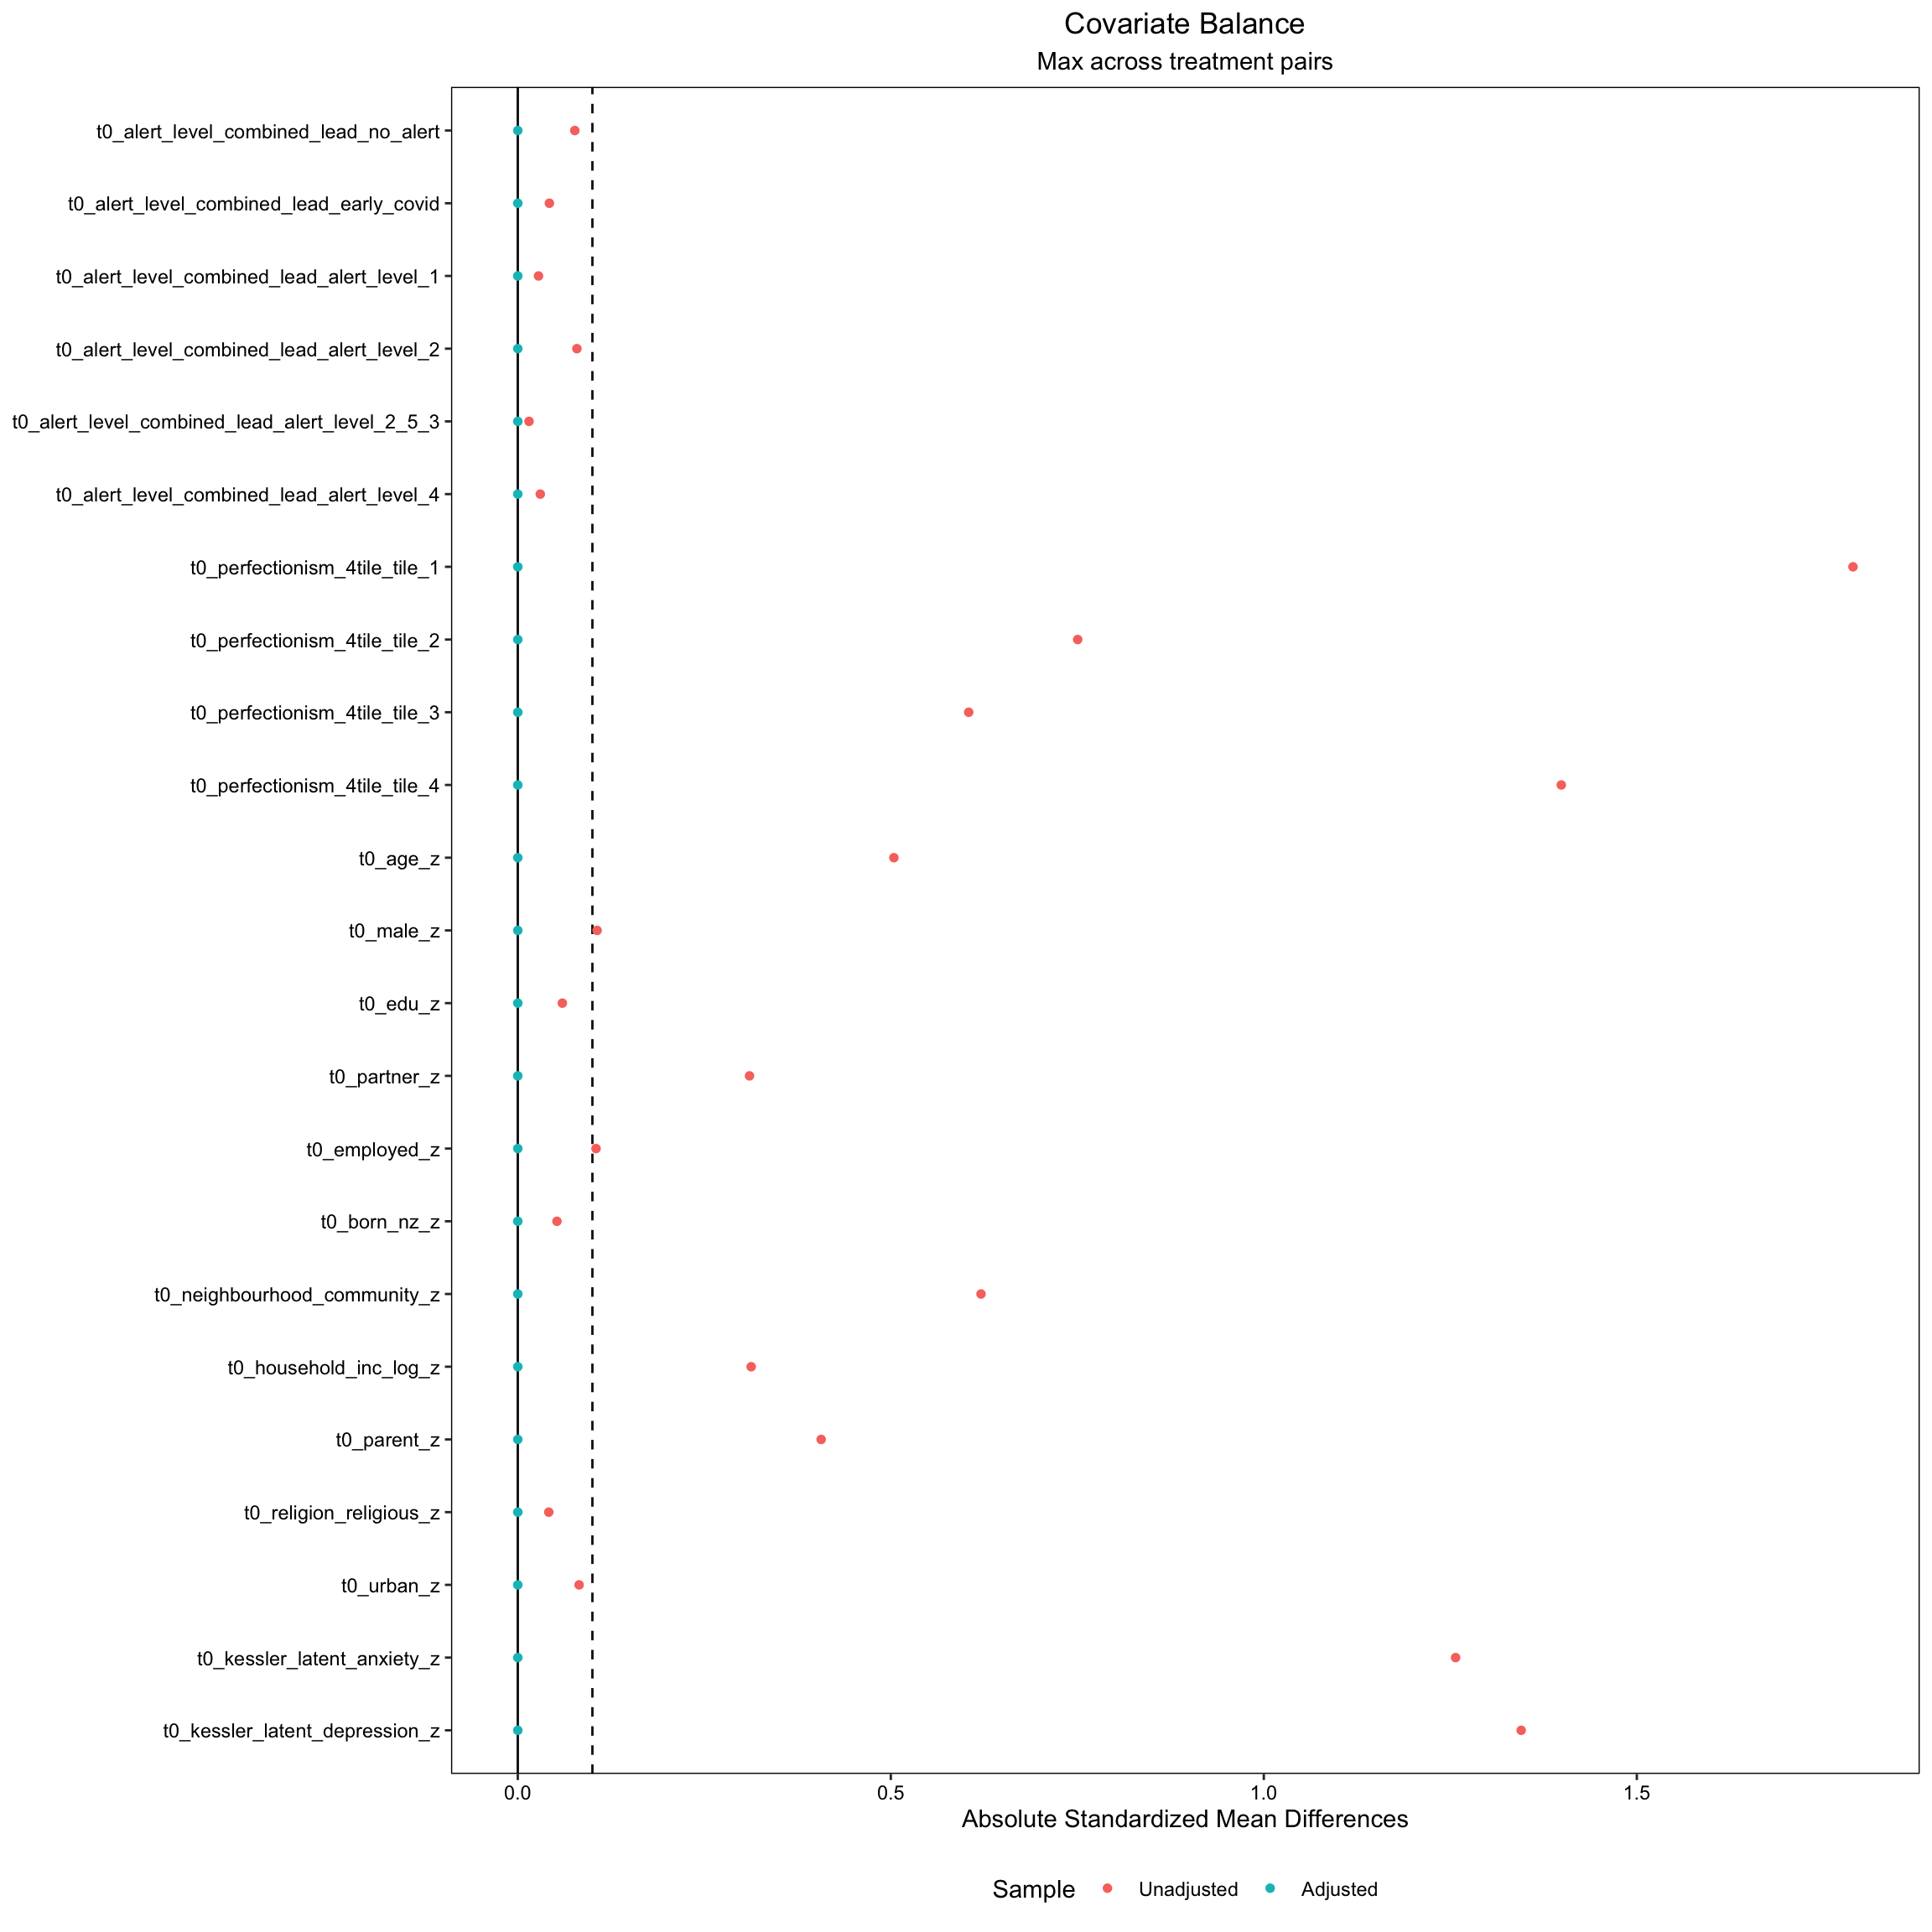 Covariate Balance
Max across treatment pairs
t0_alert_level_combined_lead_no_alert
t0_alert_level_combined_lead_early_covid
t0_alert_level_combined_lead_alert_level_1
t0_alert_level_combined_lead_alert_level_2
t0_alert_level_combined_lead_alert_level_2_5_3
t0_alert_level_combined_lead_alert_level_4
t0_perfectionism_4tile_tile_1
t0_perfectionism_4tile_tile_2
t0_perfectionism_4tile_tile_3
t0_perfectionism_4tile_tile_4
t0_age_z
t0_male_z
t0_edu_z
t0_partner_z
t0_employed_z
t0_born_nz_z
t0_neighbourhood_community_z
t0_household_inc_log_z
t0_parent_z
t0_religion_religious_z
t0_urban_z
t0_kessler_latent_anxiety_z
t0_kessler_latent_depression_z
0.0 0.5 1.0 1.5
Absolute Standardized Mean Differences
Sample Unadjusted Adjusted